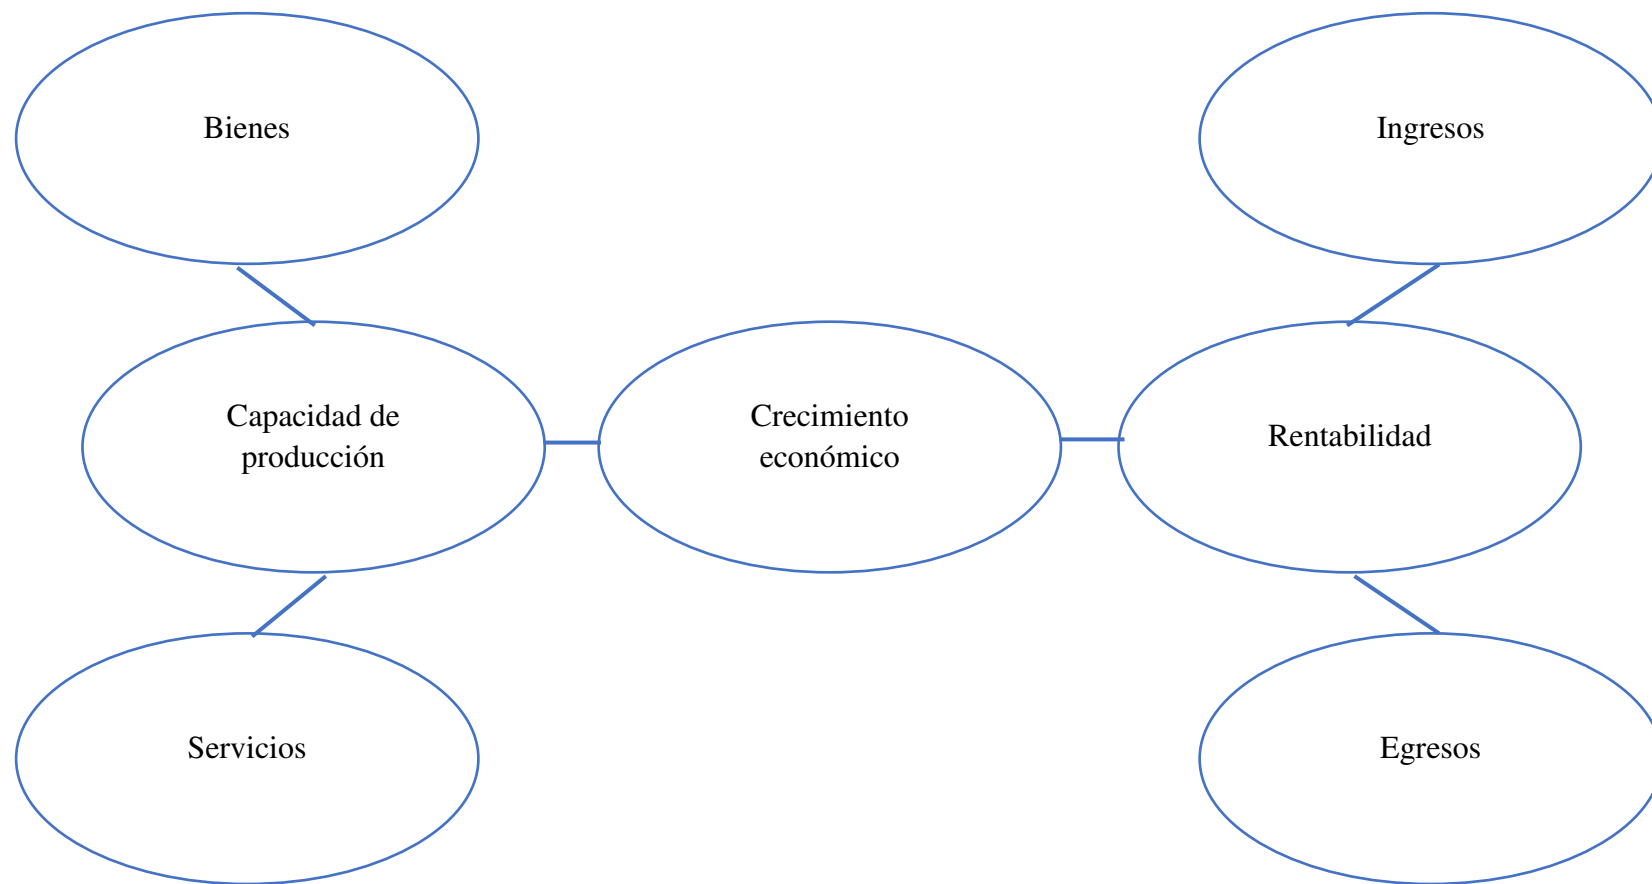 Bienes
Ingresos
Capacidad de
producción
Crecimiento
económico
Rentabilidad
Servicios
Egresos